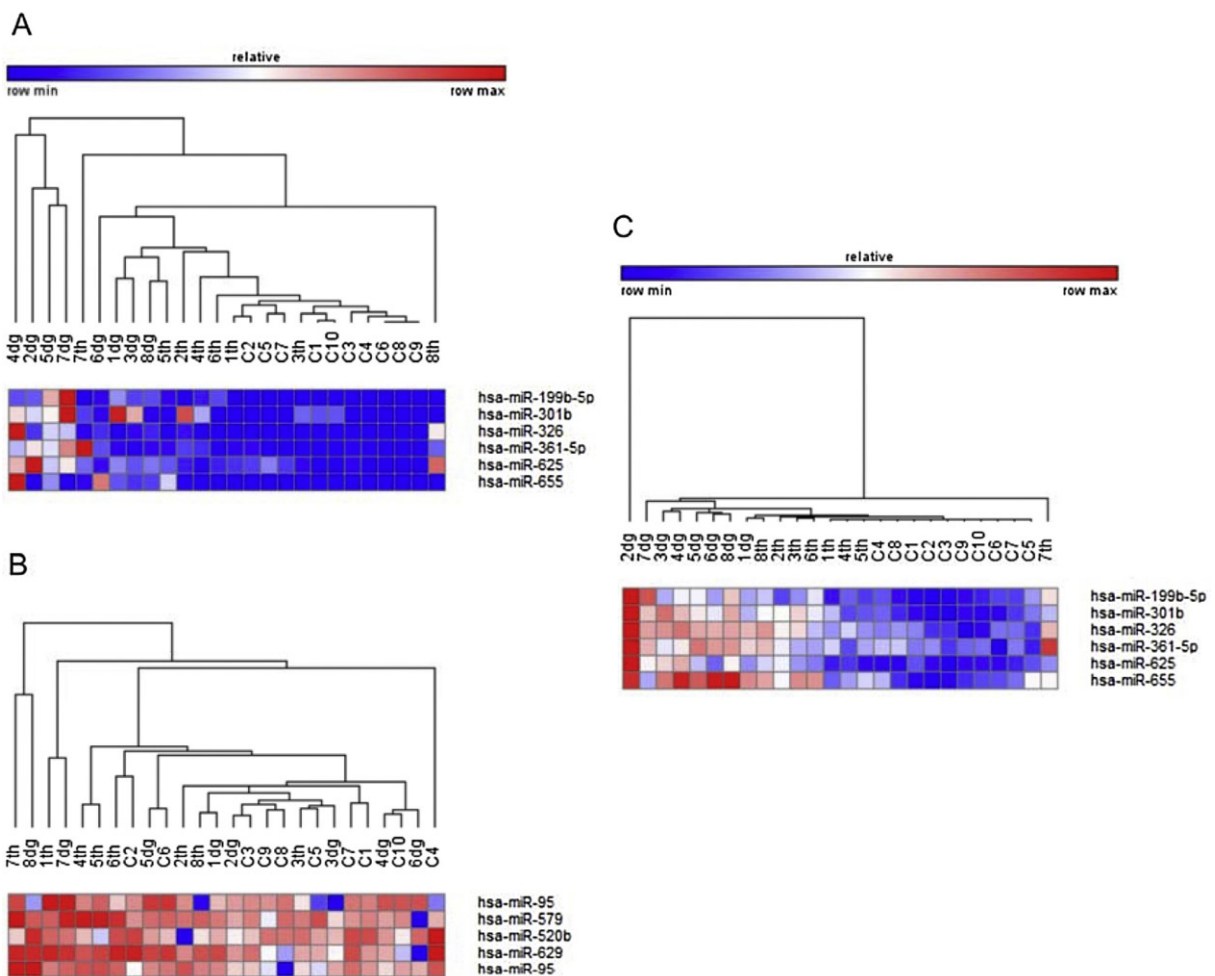 A
relative
row min row max
4dg 2dg 5dg 7dg 7th 6dg 1dg 3dg 8dg 5th 2th 4th 6th 1th C2 C5 C7 3th C1 C10 C3 C4 C6 C8 C9 8th
hsa-miR-199b-5p
hsa-miR-301b
hsa-miR-326
hsa-miR-361-5p
hsa-miR-625
hsa-miR-655
B
7th 8dg 1th 7dg 4th 5th 6th C2 5dg C6 2th 8th 1dg 2dg C3 C9 C8 3th C5 3dg C7 C1 4dg C10 6dg C4
hsa-miR-95
hsa-miR-579
hsa-miR-520b
hsa-miR-629
hsa-miR-95
C
relative
row min row max
2dg 7dg 3dg 4dg 5dg 6dg 8dg 1dg 8th 2th 3th 6th 1th 4th 5th C4 C8 C1 C2 C3 C9 C10 C6 C7 C5 7th
hsa-miR-199b-5p
hsa-miR-301b
hsa-miR-326
hsa-miR-361-5p
hsa-miR-625
hsa-miR-655